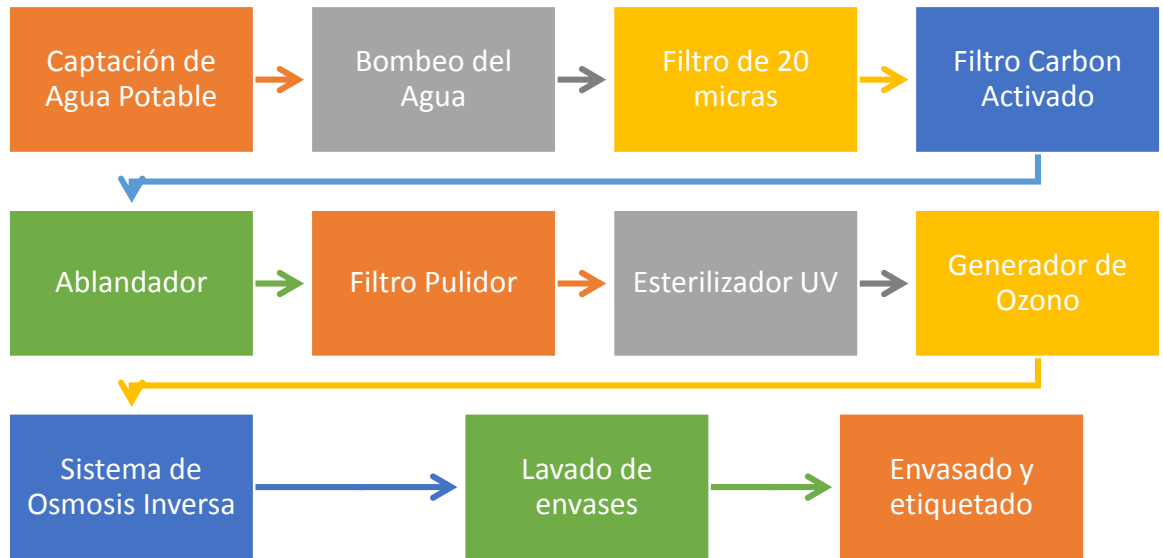 Captación de
Agua Potable
Bombeo del
Agua
Filtro de 20
micras
Filtro Carbon
Activado
Ablandador
Filtro Pulidor
Esterilizador UV
Generador de
Ozono
Sistema de
Osmosis Inversa
Lavado de
envases
Envasado y
etiquetado